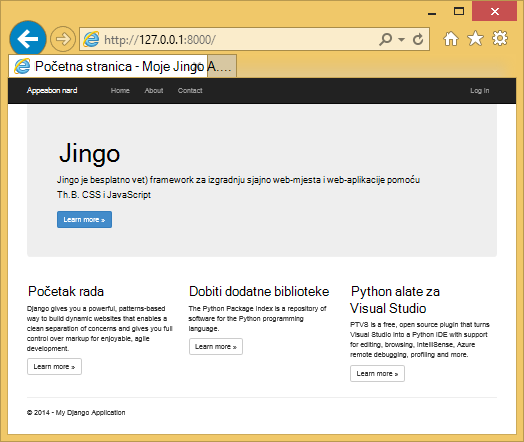 http://127.0.0.1:8000/
Početna stranica - Moje Jingo A....
Appeabon nard Home About Contact Log in
Jingo
Jingo je besplatno vet) framework za izgradnju sjajno web-mjesta i web-aplikacije pomoću
Th.B. CSS i JavaScript
Learn more »
Početak rada
Django gives you a powerful, patterns-based
way to build dynamic websites that enables a
clean separation of concerns and gives you full
control over markup for enjoyable, agile
development.
Learn more »
Dobiti dodatne biblioteke
The Python Package Index is a repository of
software for the Python programming
language.
Learn more »
Python alate za
Visual Studio
PTVS is a free, open source plugin that turns
Visual Studio into a Python IDE with support
for editing, browsing, IntelliSense, Azure
remote debugging, profiling and more.
Learn more »
© 2014 - My Django Application